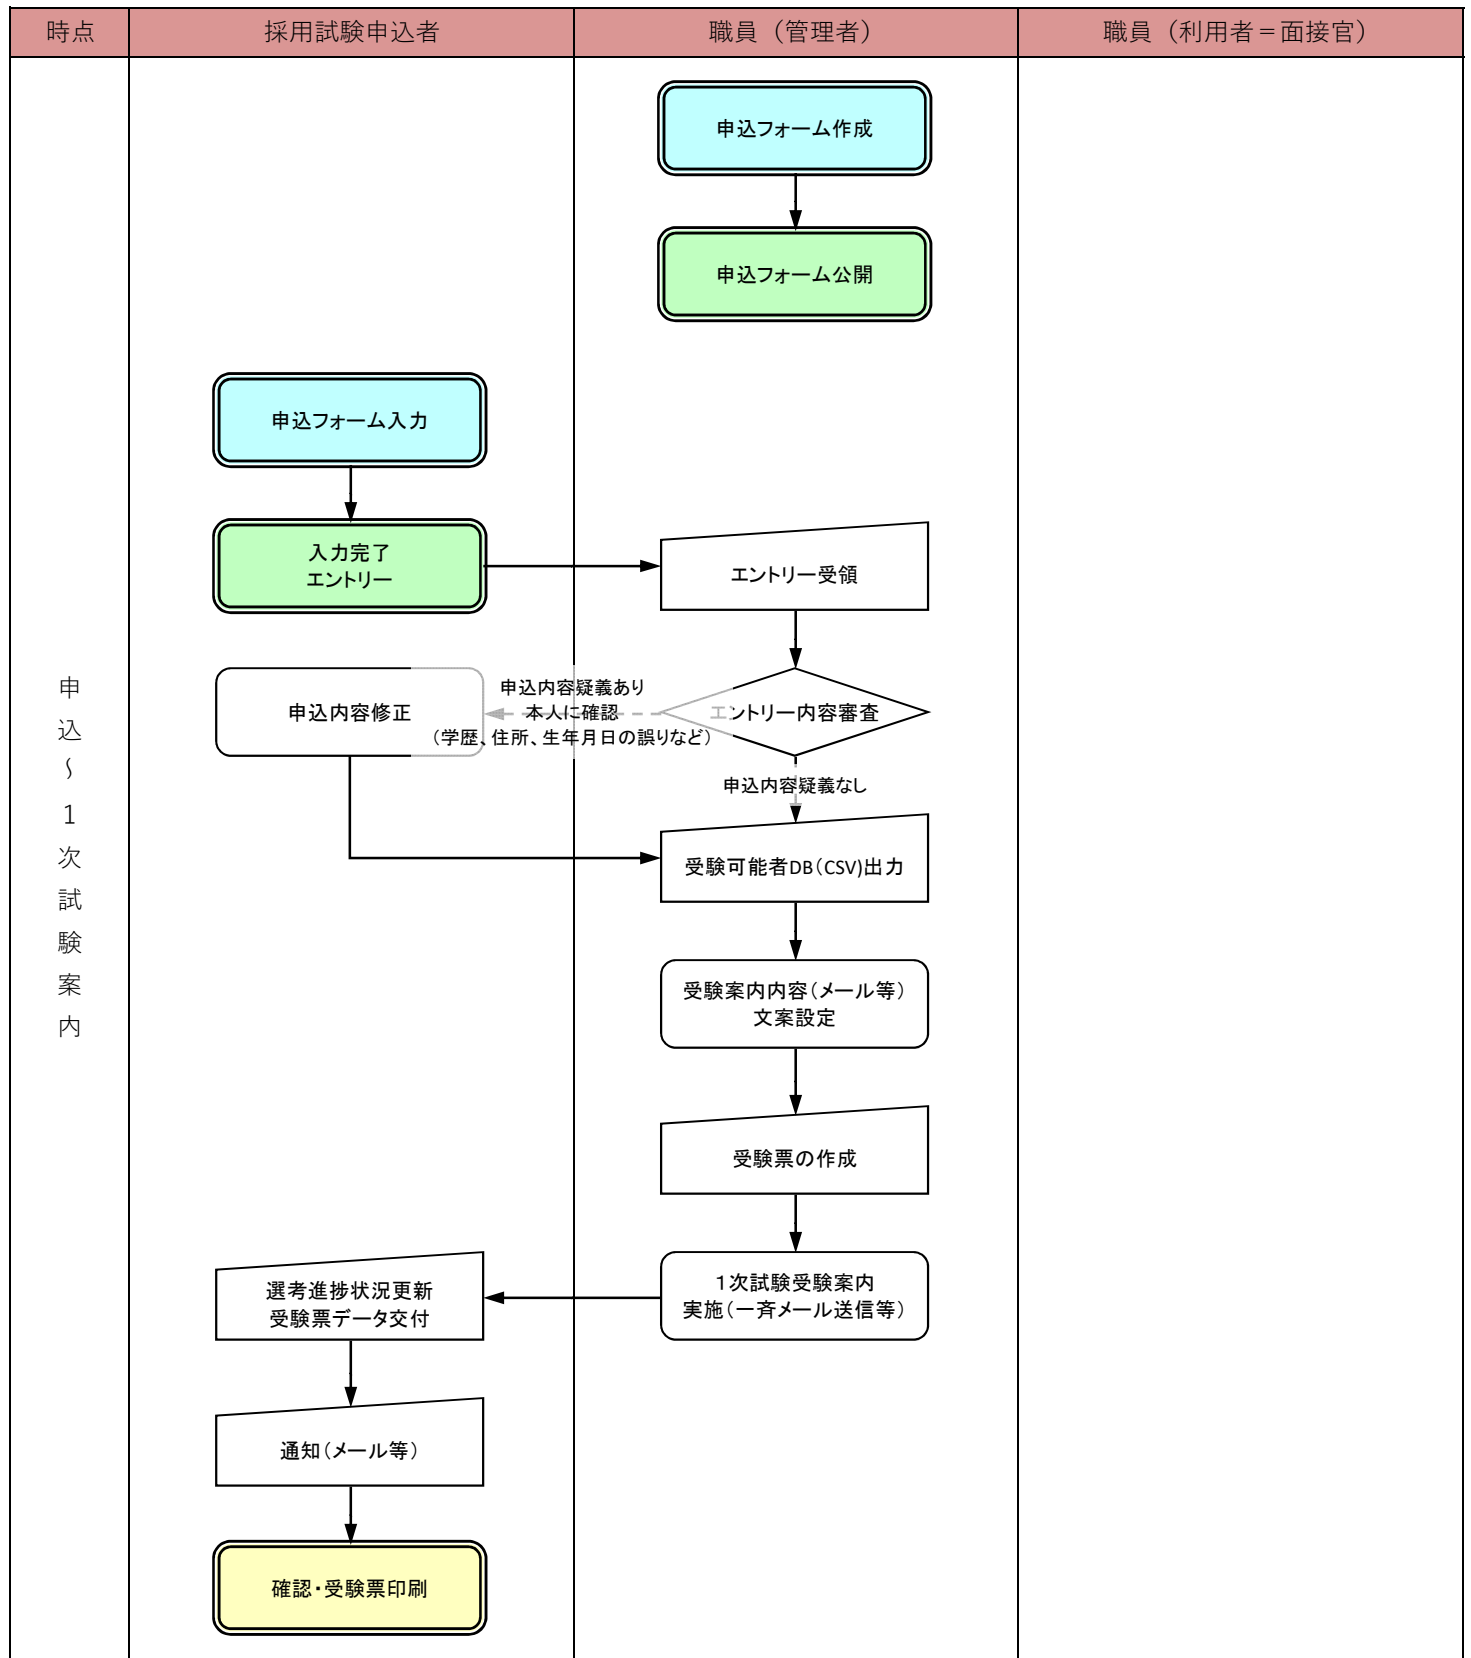 時点
採用試験申込者
職員（管理者）
職員（利用者＝面接官）
申込～１次試験案内
申込フォーム作成
申込フォーム公開
申込フォーム入力
入力完了
エントリー
エントリー受領
申込内容修正
申込内容疑義あり
本人に確認
（学歴、住所、生年月日の誤りなど）
エントリー内容審査
申込内容疑義なし
受験可能者DB（CSV)出力
受験案内内容（メール等）
文案設定
受験票の作成
１次試験受験案内
実施（一斉メール送信等）
選考進捗状況更新
受験票データ交付
通知（メール等）
確認・受験票印刷